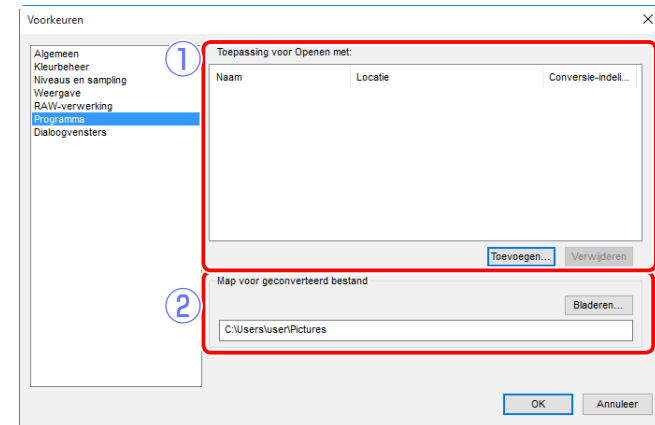 Voorkeuren
Algemeen
Kleurbeheer
Niveaus en sampling
Weergave
RAW-verwerking
Programma
Dialoogvensters
1
Toepassing voor Openen met:
Naam Locatie Conversie-indeli...
Toevoegen... Verwijderen
2
Map voor geconverteerd bestand
Bladeren...
C:\Users\user\Pictures
OK Annuleer